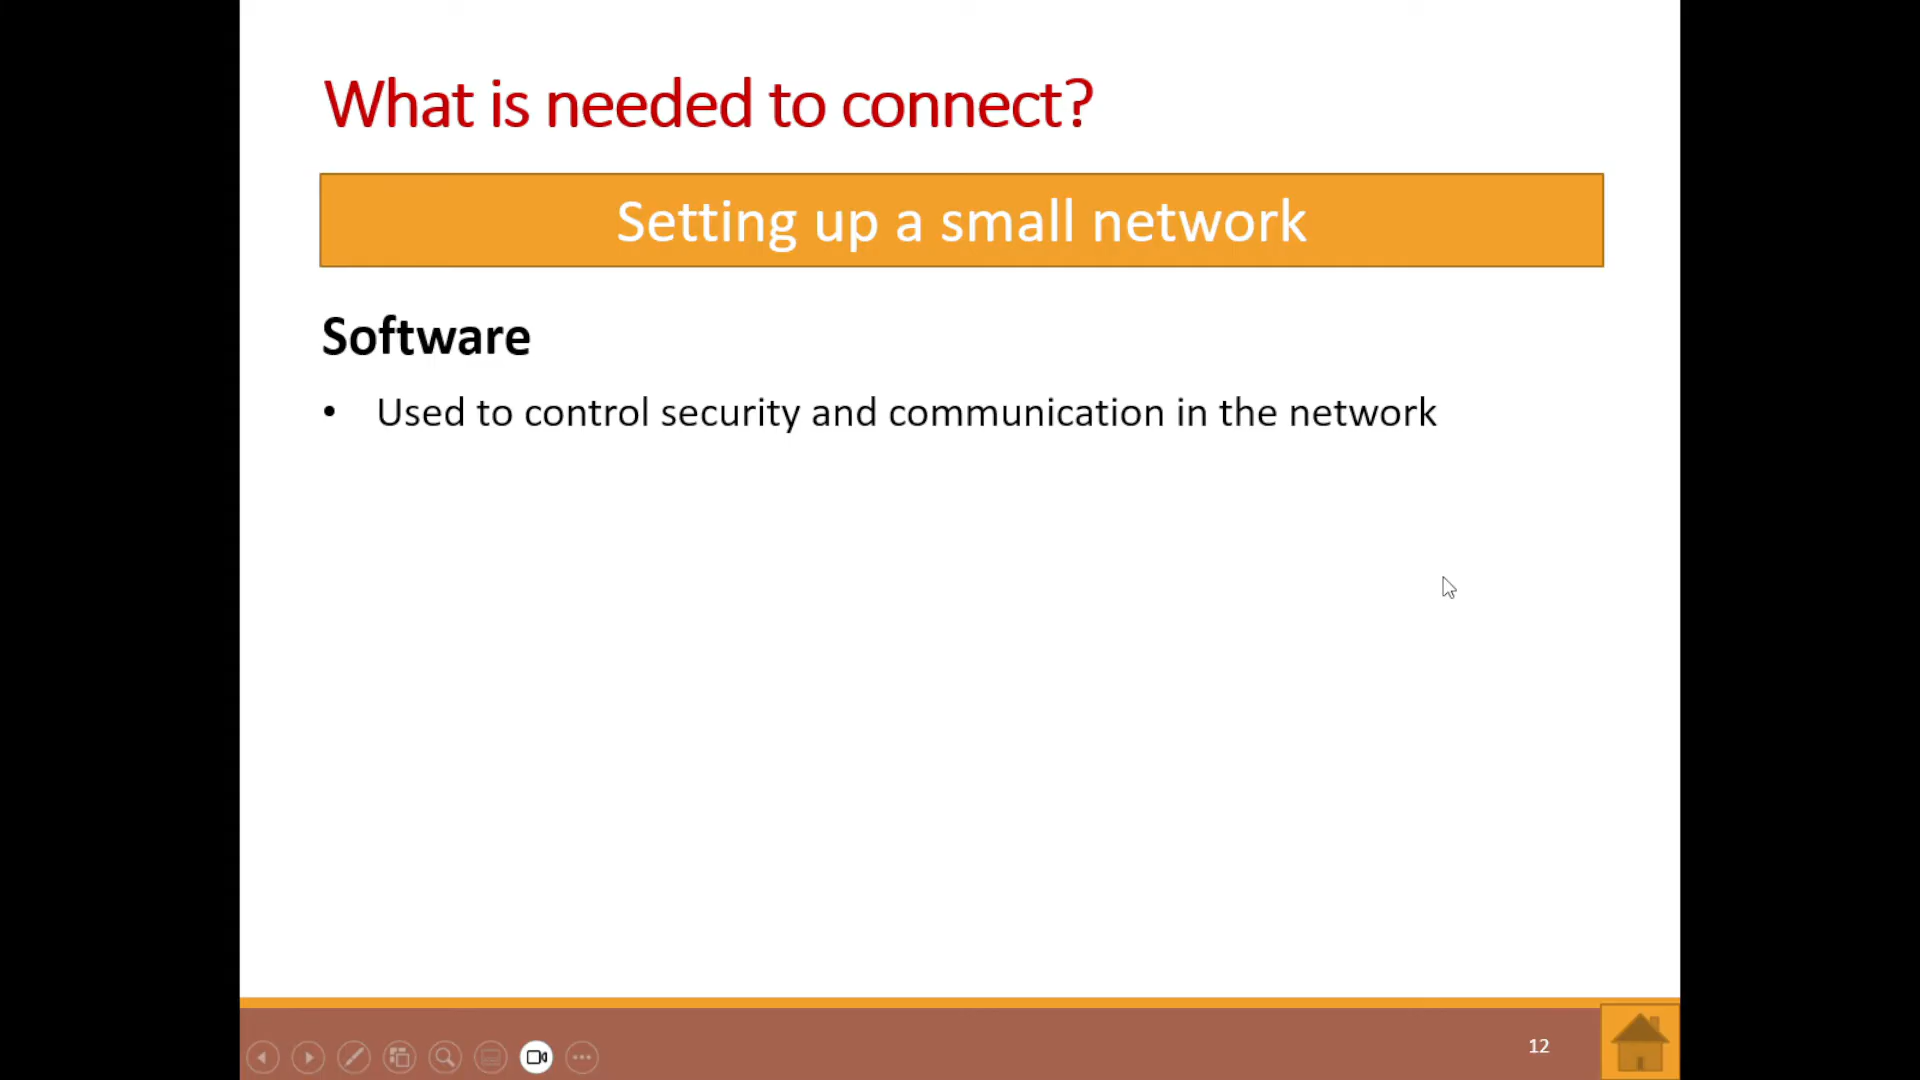 What is needed to connect?
Setting up a small network
Software
• Used to control security and communication in the network
12